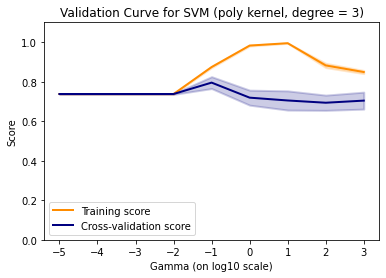 Validation Curve for SVM (poly kernel, degree = 3)
Score
1.0
0.8
0.6
0.4
0.2
0.0
Training score
Cross-validation score
−5 −4 −3 −2 −1 0 1 2 3
Gamma (on log10 scale)